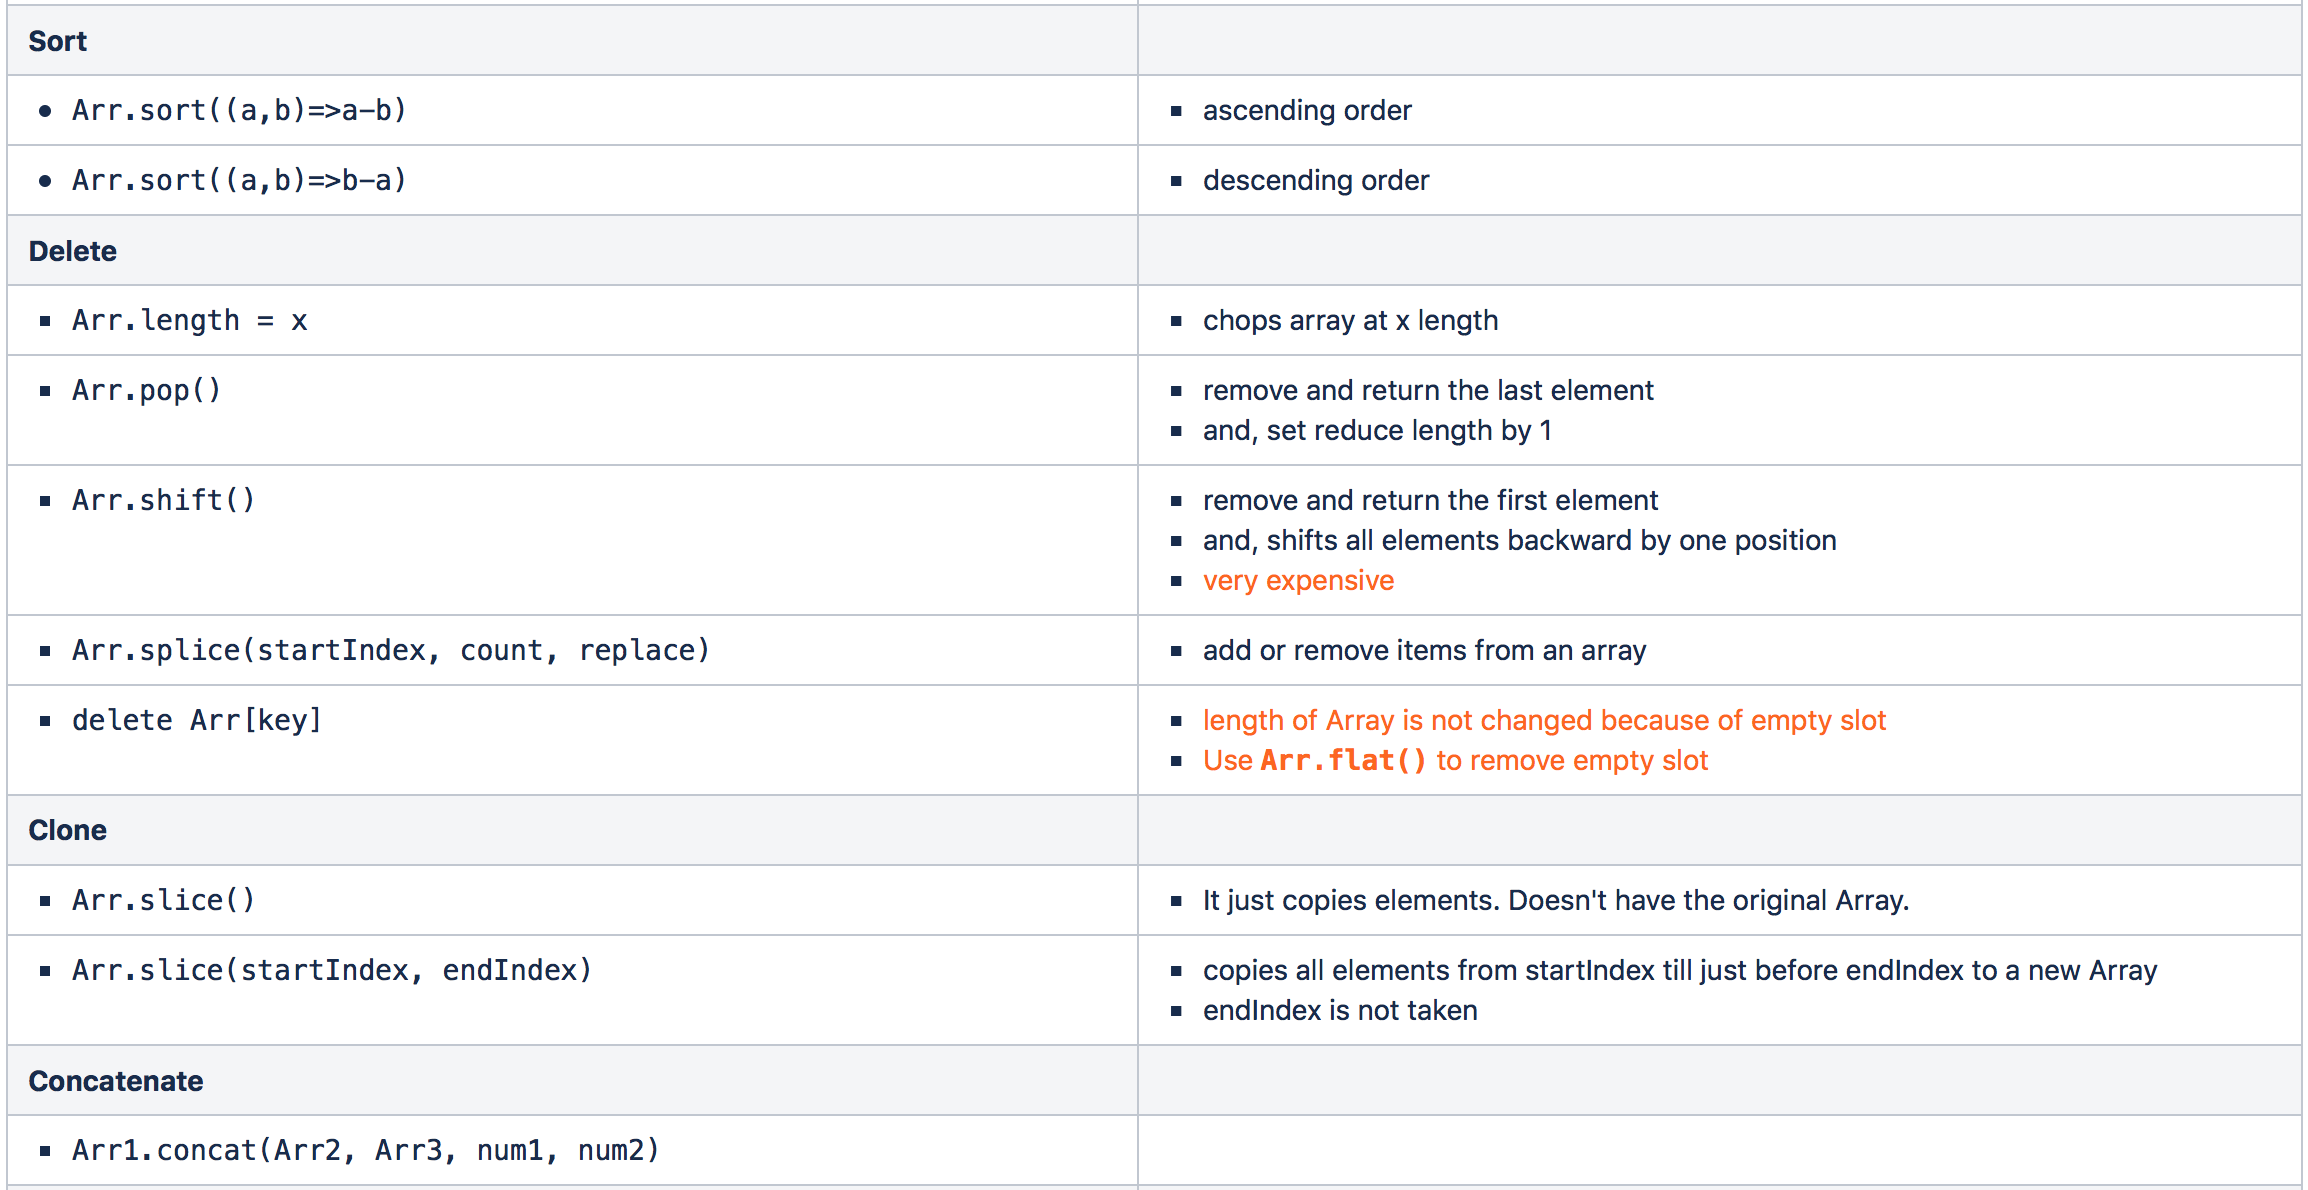 Sort
Arr.sort((a,b)=>a-b)
ascending order
Arr.sort((a,b)=>b-a)
descending order
Delete
Arr.length = x
chops array at x length
Arr.pop()
remove and return the last element
and, set reduce length by 1
Arr.shift()
remove and return the first element
and, shifts all elements backward by one position
very expensive
Arr.splice(startIndex, count, replace)
add or remove items from an array
delete Arr[key]
length of Array is not changed because of empty slot
Use Arr.flat() to remove empty slot
Clone
Arr.slice()
It just copies elements. Doesn't have the original Array.
Arr.slice(startIndex, endIndex)
copies all elements from startIndex till just before endIndex to a new Array
endIndex is not taken
Concatenate
Arr1.concat(Arr2, Arr3, num1, num2)